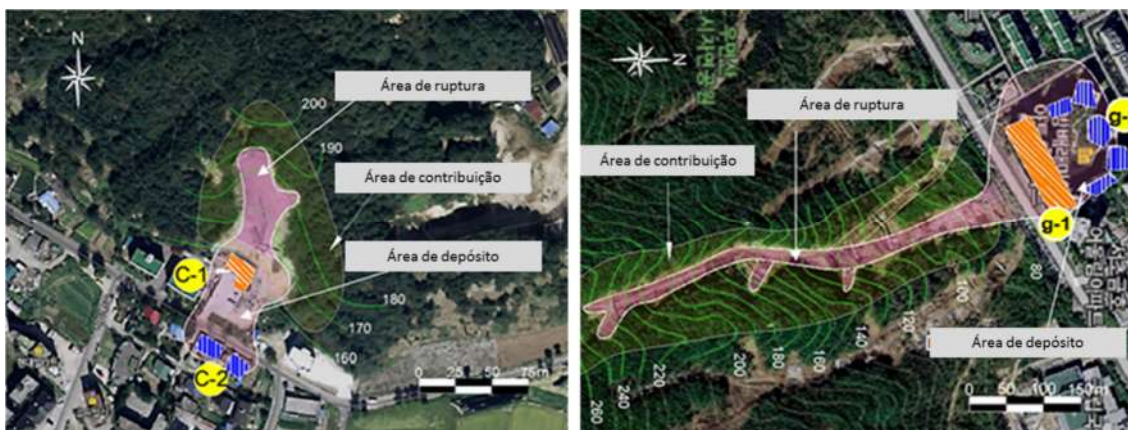 N
Área de ruptura
200
190
Área de contribuição
Área de depósito
C-1
180
170
160
C-2
0 25 50 75m
N
Área de ruptura
Área de contribuição
g-
g-1
80
Área de depósito
120
120
140
160
180
200
220
240
260
0 50 100 150m